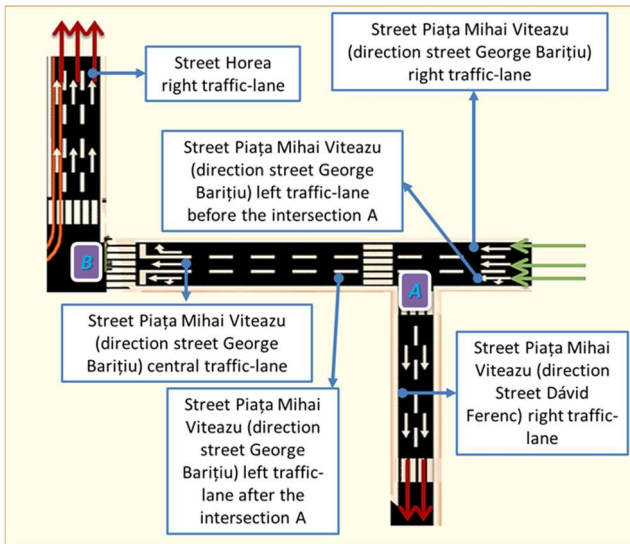 Street Horea
right traffic-lane
Street Piața Mihai Viteazu
(direction street George Barițiu)
right traffic-lane
Street Piața Mihai Viteazu
(direction street George
Barițiu) left traffic-lane
before the intersection A
B
A
Street Piața Mihai Viteazu
(direction street George
Barițiu) central traffic-lane
Street Piața Mihai
Viteazu (direction
street George
Barițiu) left traffic-
lane after the
intersection A
Street Piața Mihai
Viteazu (direction
Street Dávid
Ferenc) right traffic-
lane